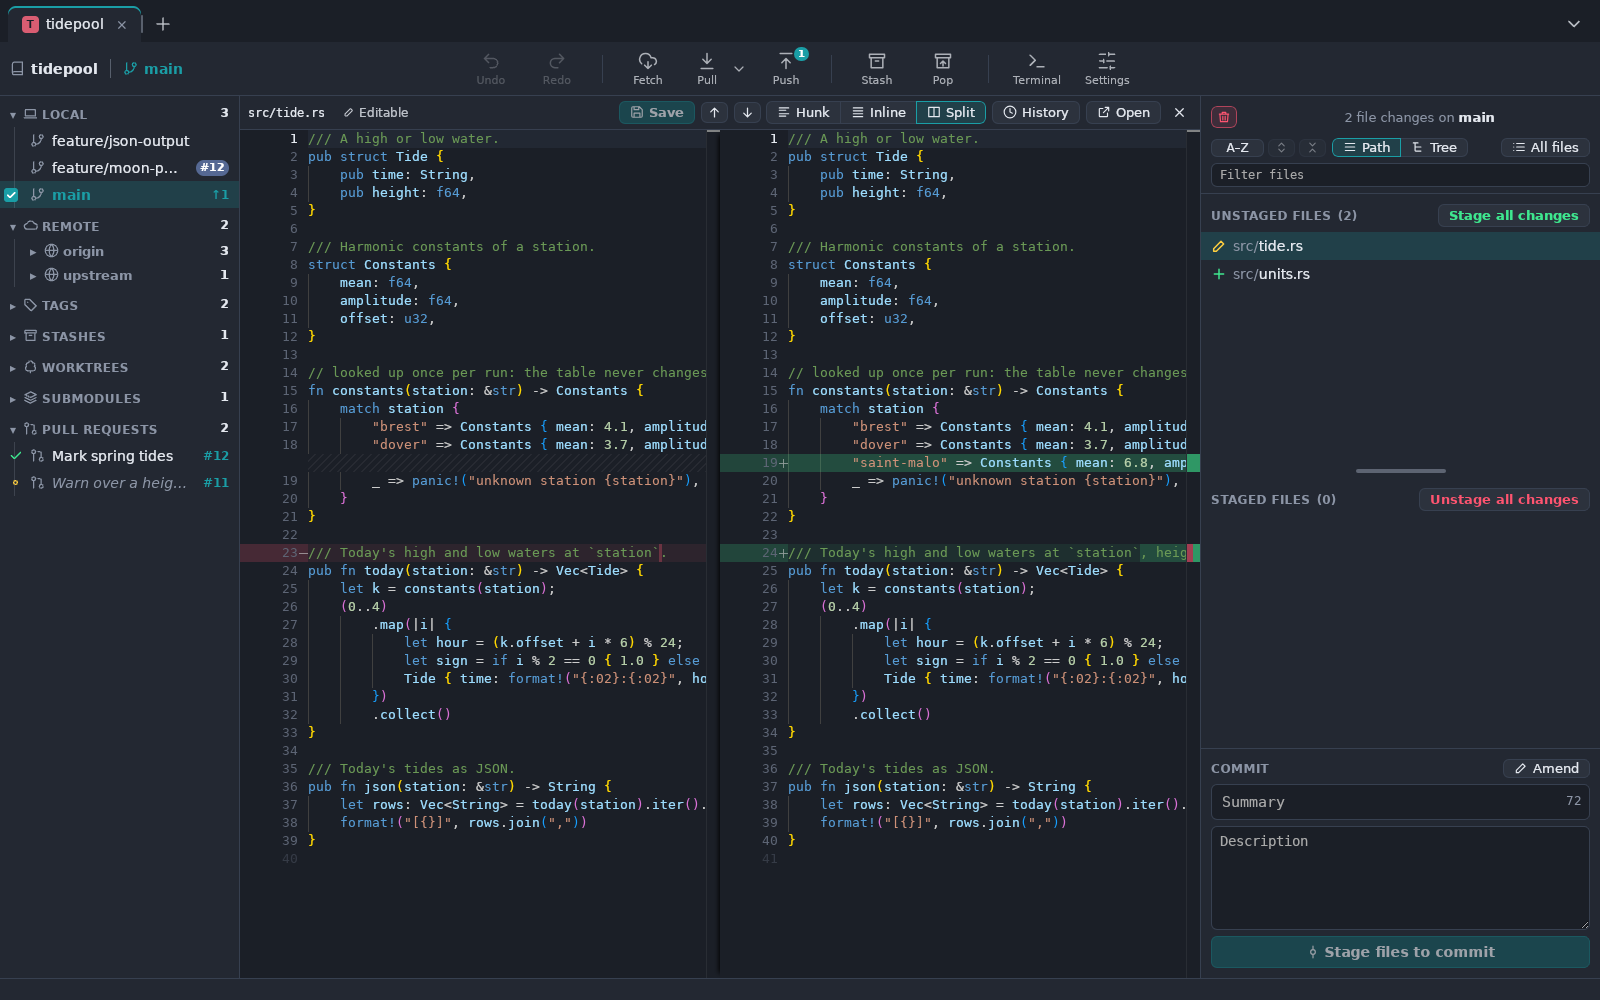 T tidepool
tidepool main
Undo Redo Fetch Pull Push 1 Stash Pop Terminal Settings
LOCAL 3
feature/json-output
feature/moon-p... #12
main ↑1
REMOTE 2
origin 3
upstream 1
TAGS 2
STASHES 1
WORKTREES 2
SUBMODULES 1
PULL REQUESTS 2
Mark spring tides #12
Warn over a heig... #11
src/tide.rs Editable Save Hunk Inline Split History Open
1 /// A high or low water.
2 pub struct Tide {
3 pub time: String,
4 pub height: f64,
5 }
6
7 /// Harmonic constants of a station.
8 struct Constants {
9 mean: f64,
10 amplitude: f64,
11 offset: u32,
12 }
13
14 // looked up once per run: the table never changes
15 fn constants(station: &str) -> Constants {
16 match station {
17 "brest" => Constants { mean: 4.1, amplitud
18 "dover" => Constants { mean: 3.7, amplitud
19 _ => panic!("unknown station {station}"),
20 }
21 }
22
23 — /// Today's high and low waters at `station`.
24 pub fn today(station: &str) -> Vec<Tide> {
25 let k = constants(station);
26 (0..4)
27 .map(|i| {
28 let hour = (k.offset + i * 6) % 24;
29 let sign = if i % 2 == 0 { 1.0 } else
30 Tide { time: format!("{:02}:{:02}", ho
31 })
32 .collect()
33 }
34
35 /// Today's tides as JSON.
36 pub fn json(station: &str) -> String {
37 let rows: Vec<String> = today(station).iter().
38 format!("[{}]", rows.join(","))
39 }
40
1 /// A high or low water.
2 pub struct Tide {
3 pub time: String,
4 pub height: f64,
5 }
6
7 /// Harmonic constants of a station.
8 struct Constants {
9 mean: f64,
10 amplitude: f64,
11 offset: u32,
12 }
13
14 // looked up once per run: the table never changes
15 fn constants(station: &str) -> Constants {
16 match station {
17 "brest" => Constants { mean: 4.1, amplitud
18 "dover" => Constants { mean: 3.7, amplitud
19 + "saint-malo" => Constants { mean: 6.8, amp
20 _ => panic!("unknown station {station}"),
21 }
22 }
23
24 + /// Today's high and low waters at `station`, heig
25 pub fn today(station: &str) -> Vec<Tide> {
26 let k = constants(station);
27 (0..4)
28 .map(|i| {
29 let hour = (k.offset + i * 6) % 24;
30 let sign = if i % 2 == 0 { 1.0 } else
31 Tide { time: format!("{:02}:{:02}", ho
32 })
33 .collect()
34 }
35
36 /// Today's tides as JSON.
37 pub fn json(station: &str) -> String {
38 let rows: Vec<String> = today(station).iter().
39 format!("[{}]", rows.join(","))
40 }
41
2 file changes on main
A-Z Path Tree All files
Filter files
UNSTAGED FILES (2) Stage all changes
src/tide.rs
src/units.rs
STAGED FILES (0) Unstage all changes
COMMIT Amend
Summary 72
Description
Stage files to commit